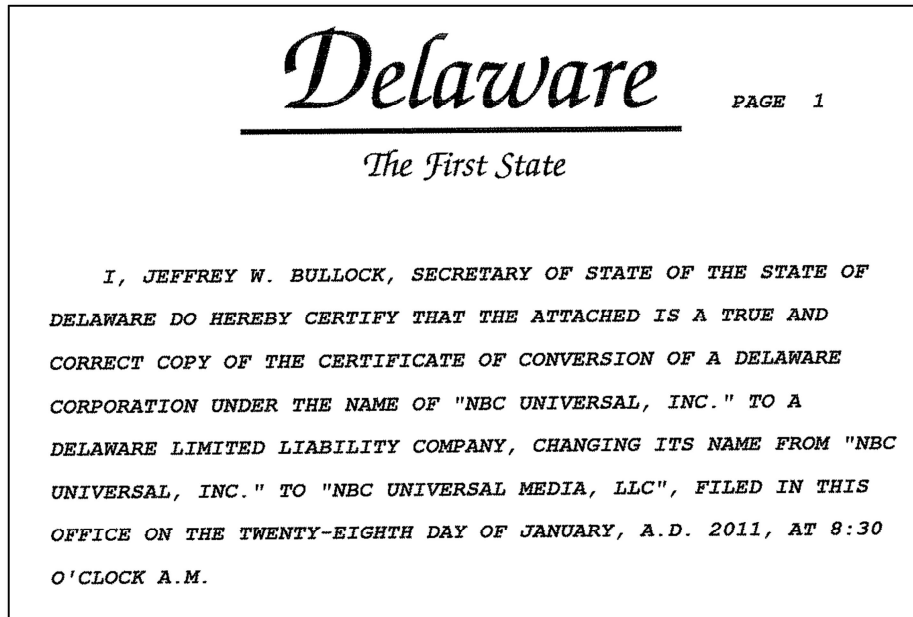 Delaware
PAGE 1
The First State
I, JEFFREY W. BULLOCK, SECRETARY OF STATE OF THE STATE OF
DELAWARE DO HEREBY CERTIFY THAT THE ATTACHED IS A TRUE AND
CORRECT COPY OF THE CERTIFICATE OF CONVERSION OF A DELAWARE
CORPORATION UNDER THE NAME OF "NBC UNIVERSAL, INC." TO A
DELAWARE LIMITED LIABILITY COMPANY, CHANGING ITS NAME FROM "NBC
UNIVERSAL, INC." TO "NBC UNIVERSAL MEDIA, LLC", FILED IN THIS
OFFICE ON THE TWENTY-EIGHTH DAY OF JANUARY, A.D. 2011, AT 8:30
O'CLOCK A.M.